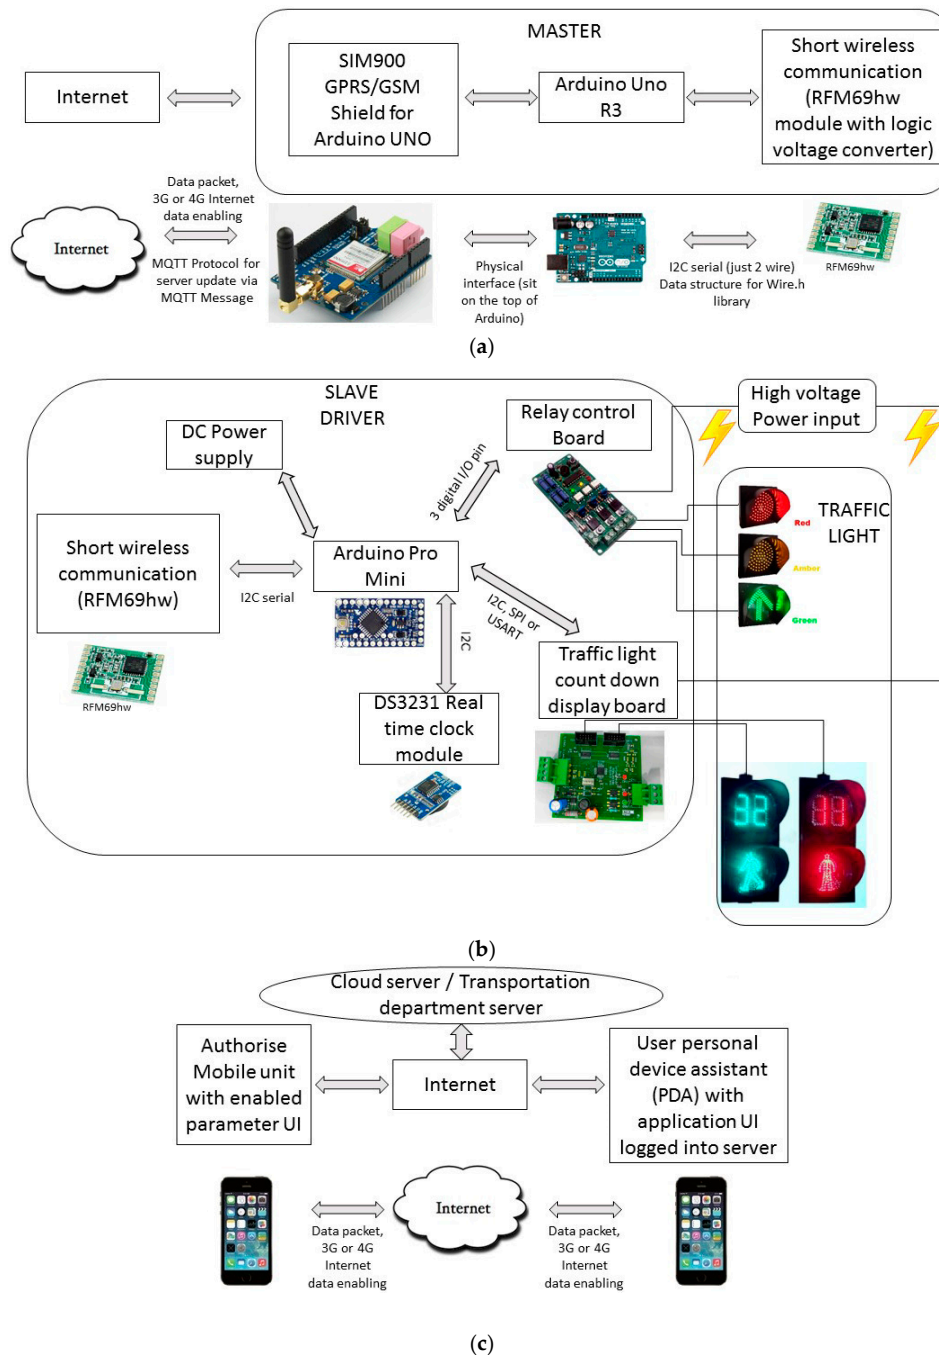 MASTER
Internet
SIM900
GPRS/GSM
Shield for
Arduino UNO
Arduino Uno
R3
Short wireless
communication
(RFM69hw
module with logic
voltage converter)
Internet
Data packet,
3G or 4G Internet
data enabling
MQTT Protocol for
server update via
MQTT Message
Physical
interface (sit
on the top of
Arduino)
I2C serial (just 2 wire)
Data structure for Wire.h
library
RFM69hw
(a)
SLAVE
DRIVER
DC Power
supply
Relay control
Board
High voltage
Power input
3 digital I/O pin
Short wireless
communication
(RFM69hw)
I2C serial
Arduino Pro
Mini
TRAFFIC
LIGHT
Red
Amber
Green
I2C, SPI or
USART
I2C
RFM69hw
DS3231 Real
time clock
module
Traffic light
count down
display board
32
11
(b)
Cloud server / Transportation
department server
Authorise
Mobile unit
with enabled
parameter UI
Internet
User personal
device assistant
(PDA) with
application UI
logged into server
Internet
Data packet,
3G or 4G
Internet
data enabling
Data packet,
3G or 4G
Internet
data enabling
(c)